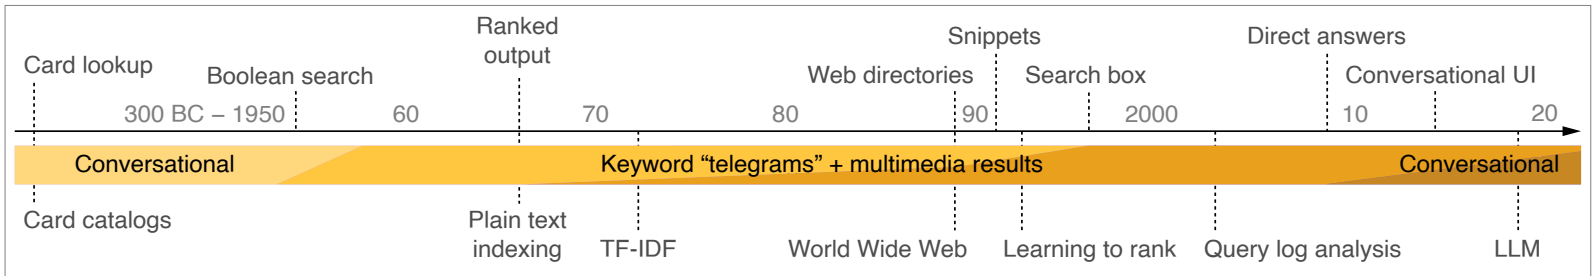 Ranked
output
Snippets
Direct answers
Card lookup
Boolean search
Web directories
Search box
Conversational UI
300 BC – 1950
60
70
80
90
2000
10
20
Conversational
Keyword “telegrams” + multimedia results
Conversational
Card catalogs
Plain text
indexing
TF-IDF
World Wide Web
Learning to rank
Query log analysis
LLM